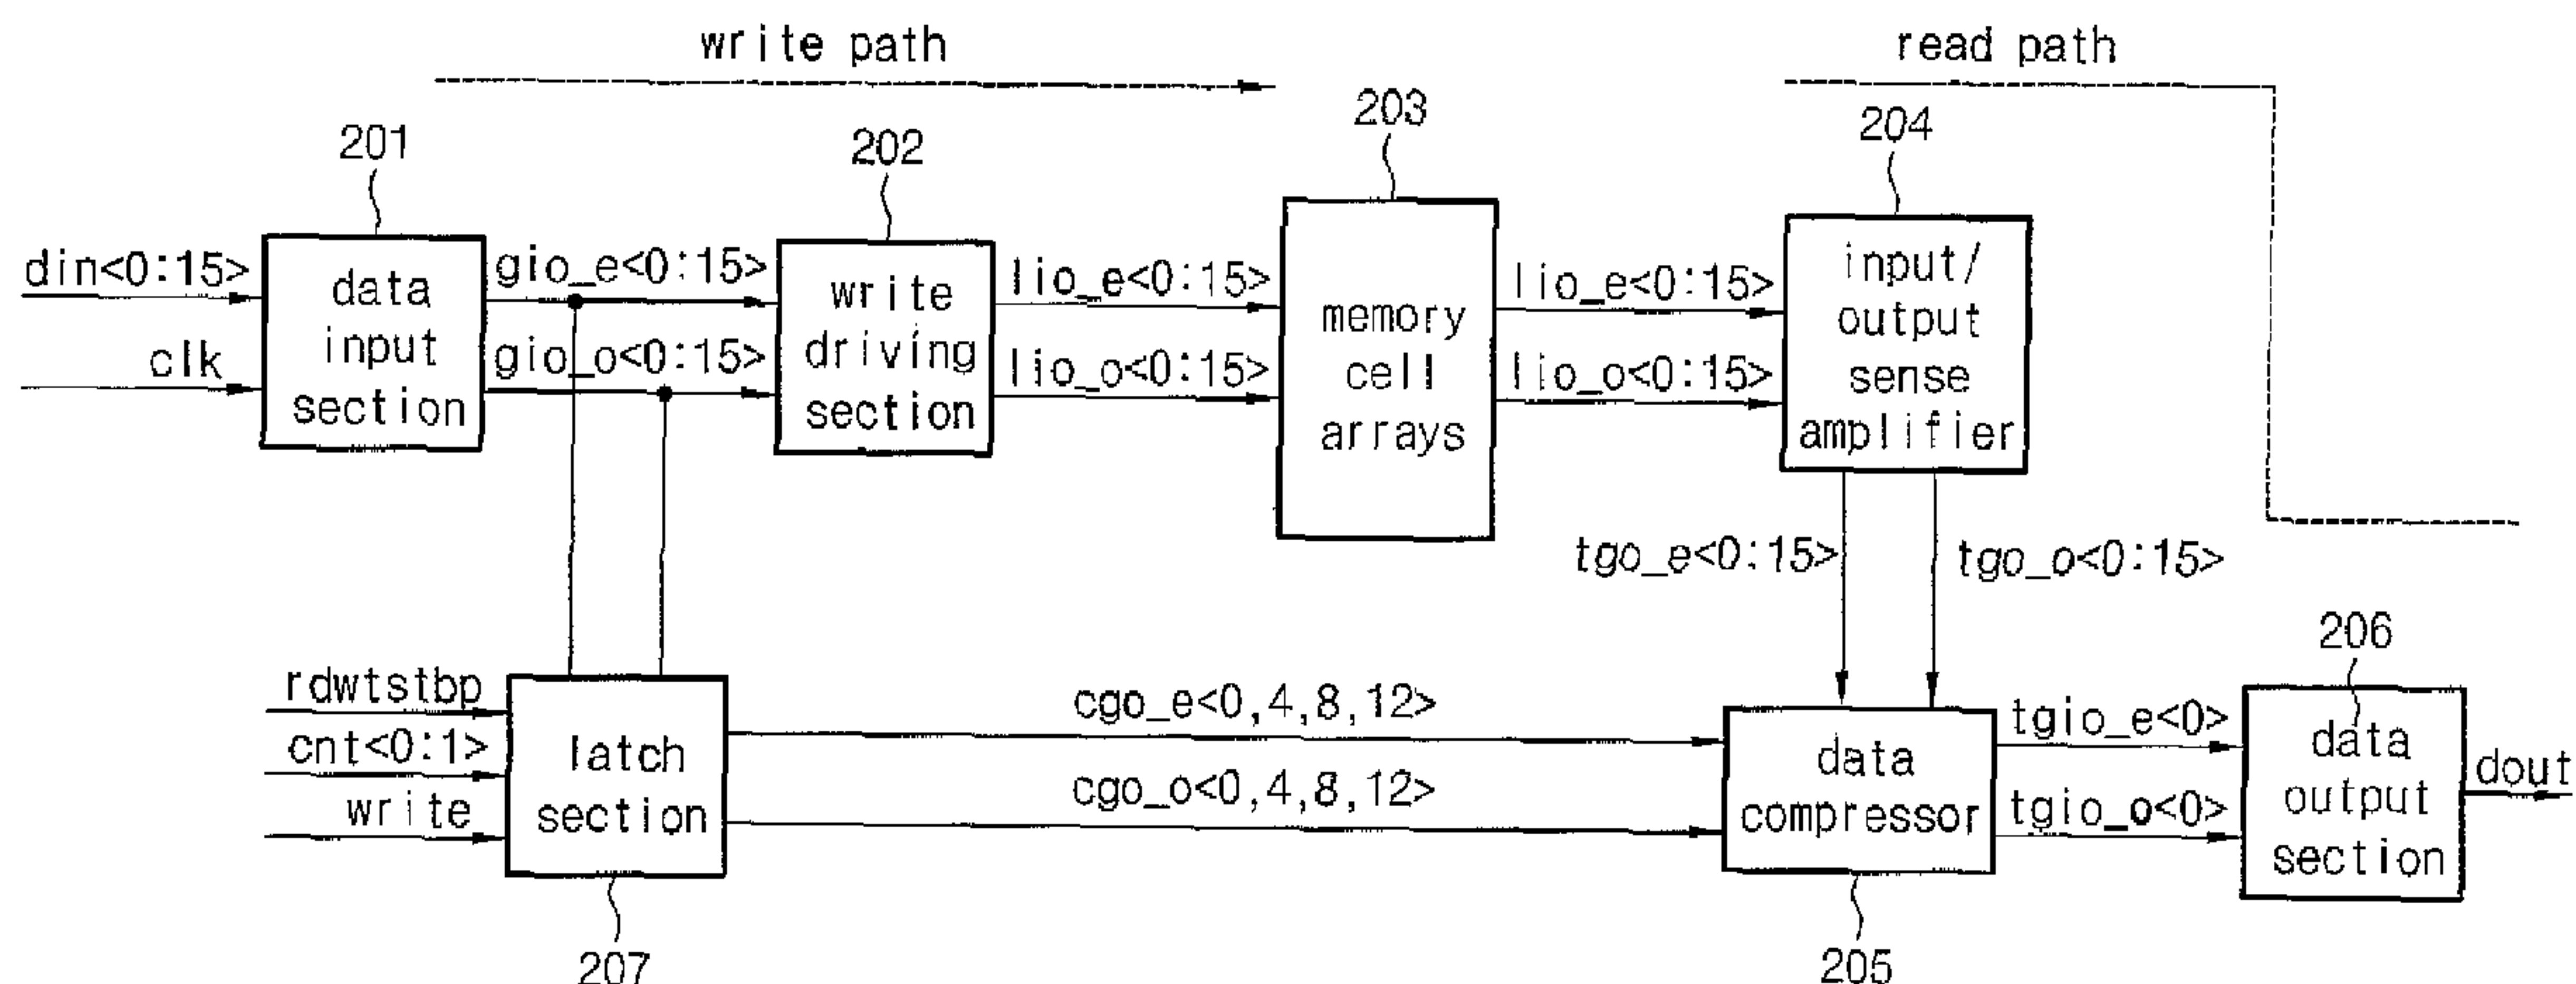 write path
read path
201
202
203
204
din<0:15>
clk
data
input
section
gio_e<0:15>
gio_o<0:15>
write
driving
section
lio_e<0:15>
lio_o<0:15>
memory
cell
arrays
lio_e<0:15>
lio_o<0:15>
input/
output
sense
amplifier
tgo_e<0:15>
tgo_o<0:15>
rdwtstbp
cnt<0:1>
write
latch
section
207
cgo_e<0,4,8,12>
cgo_o<0,4,8,12>
data
compressor
205
tgio_e<0>
tgio_o<0>
206
data
output
section
dout